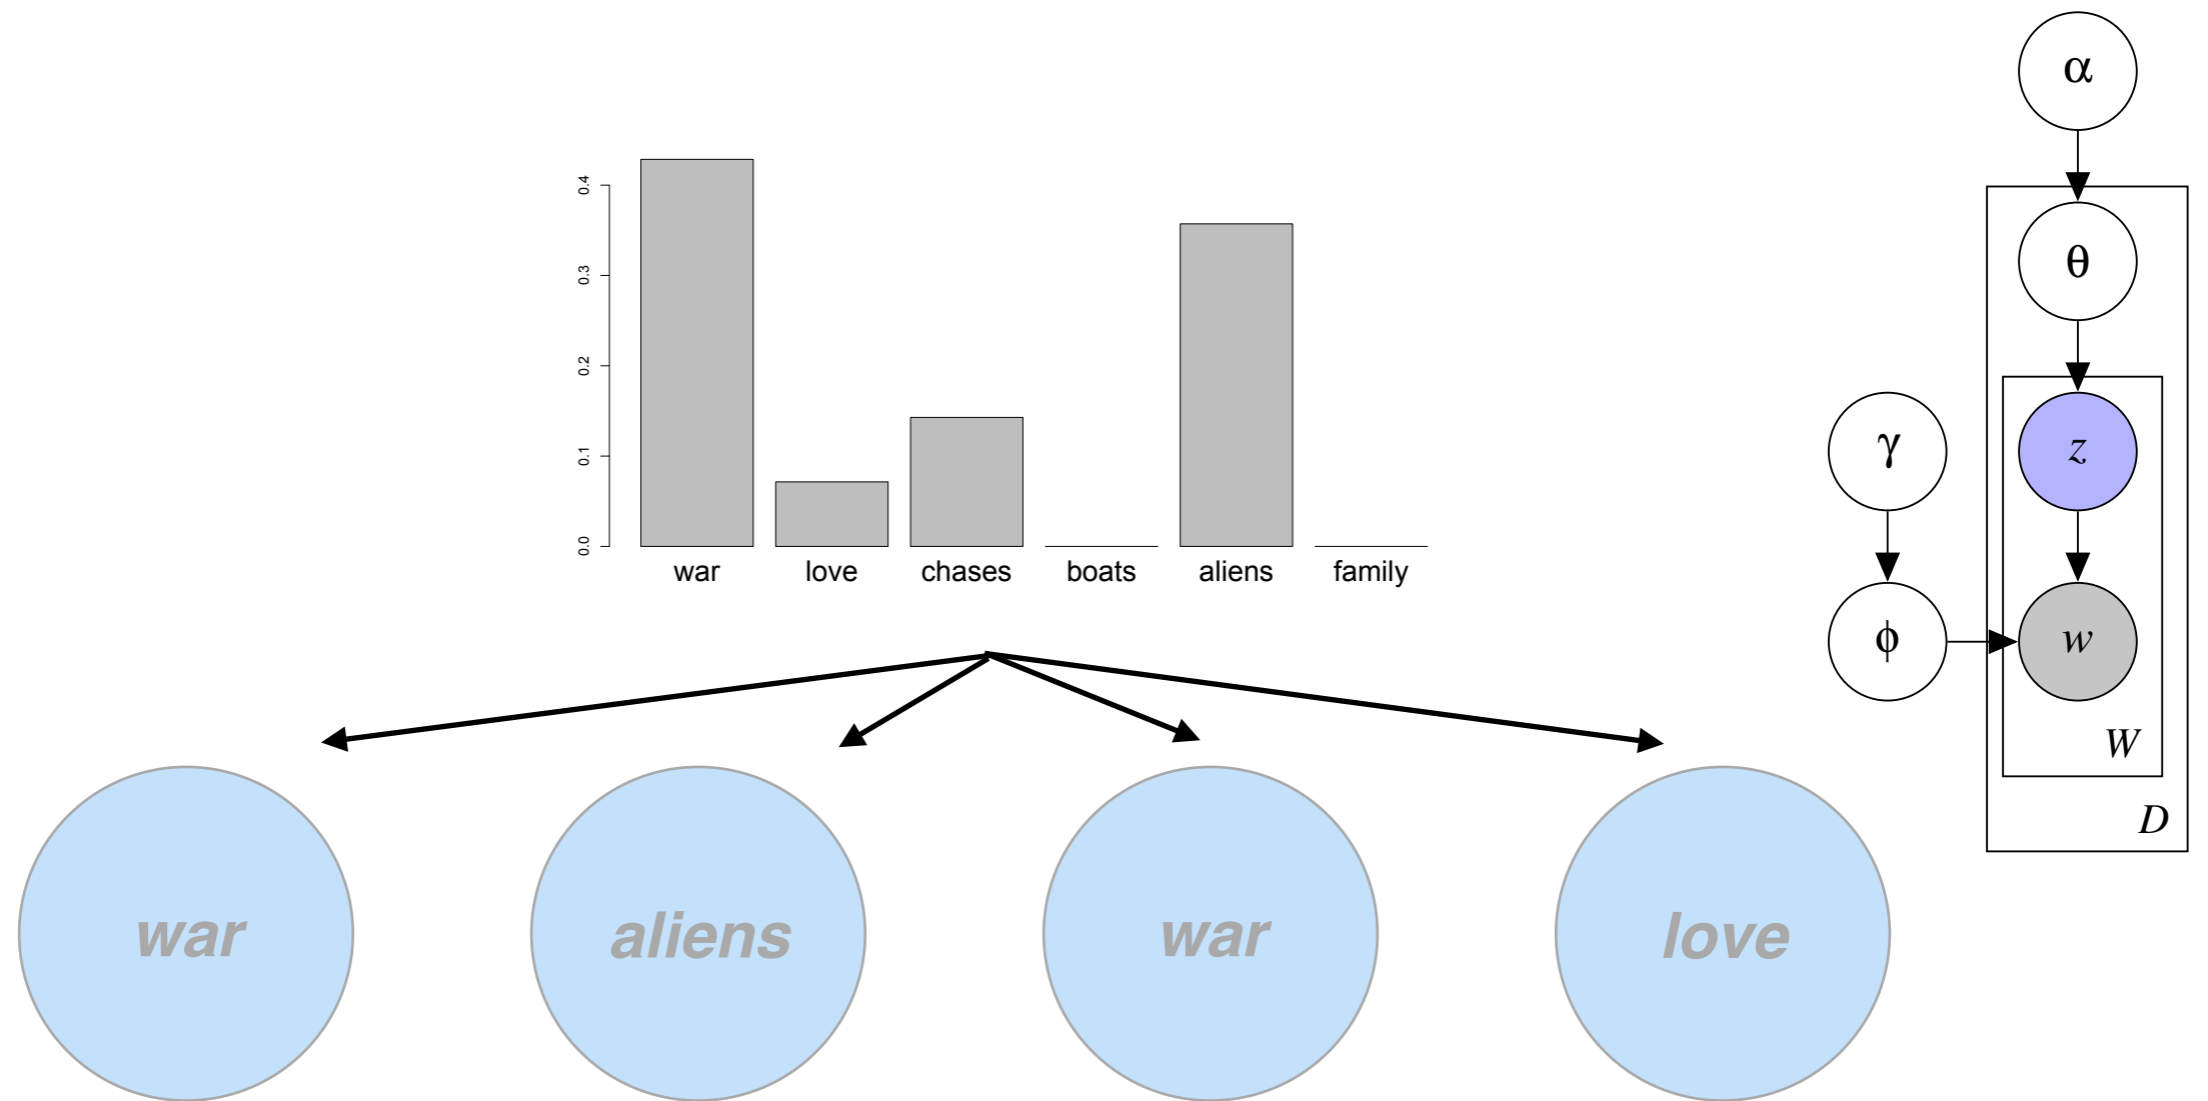 0.4
0.3
0.2
0.1
0.0
war love chases boats aliens family
war aliens war love
α
θ
γ z
ϕ w
W
D